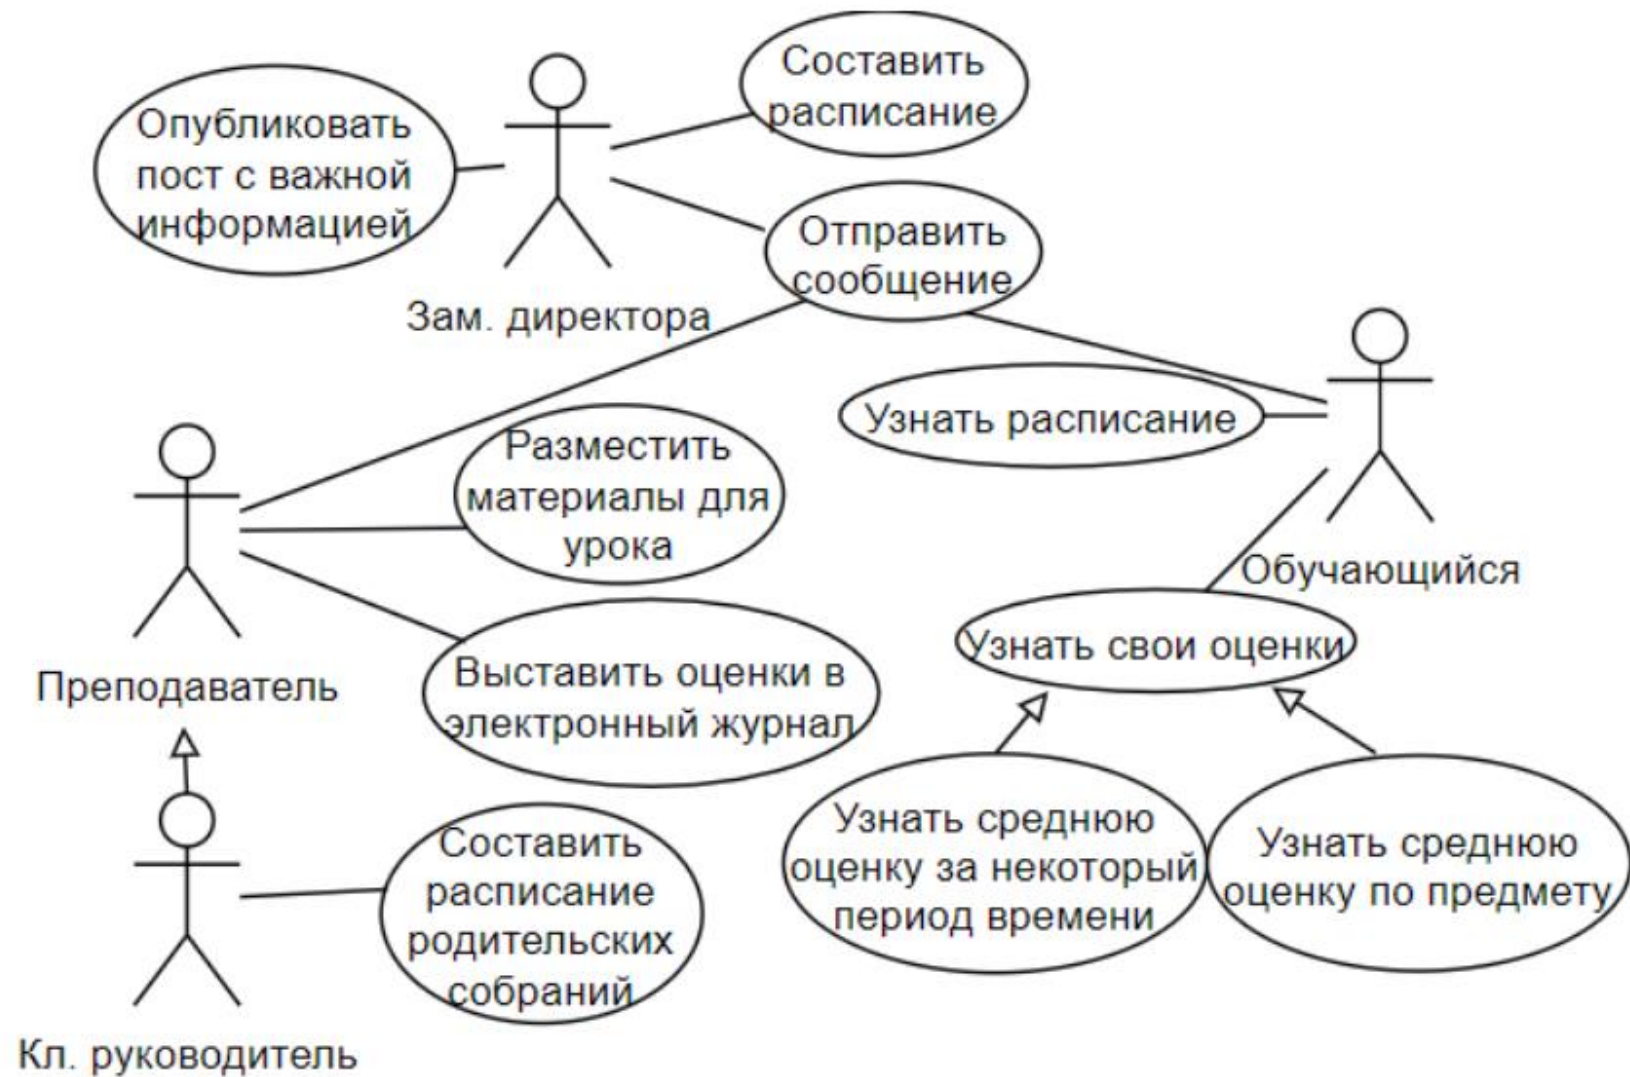 Составить
расписание
Опубликовать
пост с важной
информацией
Отправить
сообщение
Зам. директора
Узнать расписание
Разместить
материалы для
урока
Обучающийся
Узнать свои оценки
Преподаватель
Выставить оценки в
электронный журнал
Составить
расписание
родительских
собраний
Узнать среднюю
оценку за некоторый
период времени
Узнать среднюю
оценку по предмету
Кл. руководитель